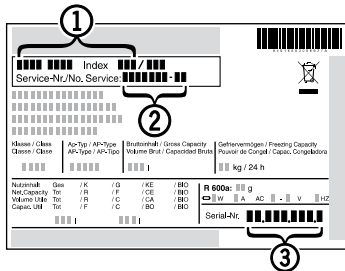 1
Index /
Service-Nr./No. Service: -
2
Klasse / Class Ap-Typ / AP-Type Bruttoinhalt / Gross Capacity Gefriervermögen / Freezing Capacity
Classe / Clase AP-Type / AP-Tipo Volume Brut / Capacidad Bruta Pouvoir de Congel / Capac. Congeladora
l kg / 24 h
Nutzinhalt Ges / K / G / KE / BIO
Net.Capacity Tot / R / F / CE / BIO
Volume Utile Tot / R / C / CA / BIO
Capac. Util Tot / F / C / BO / BIO
R 600a: g
W A AC - V HZ
l l
Serial-Nr. . . .
3